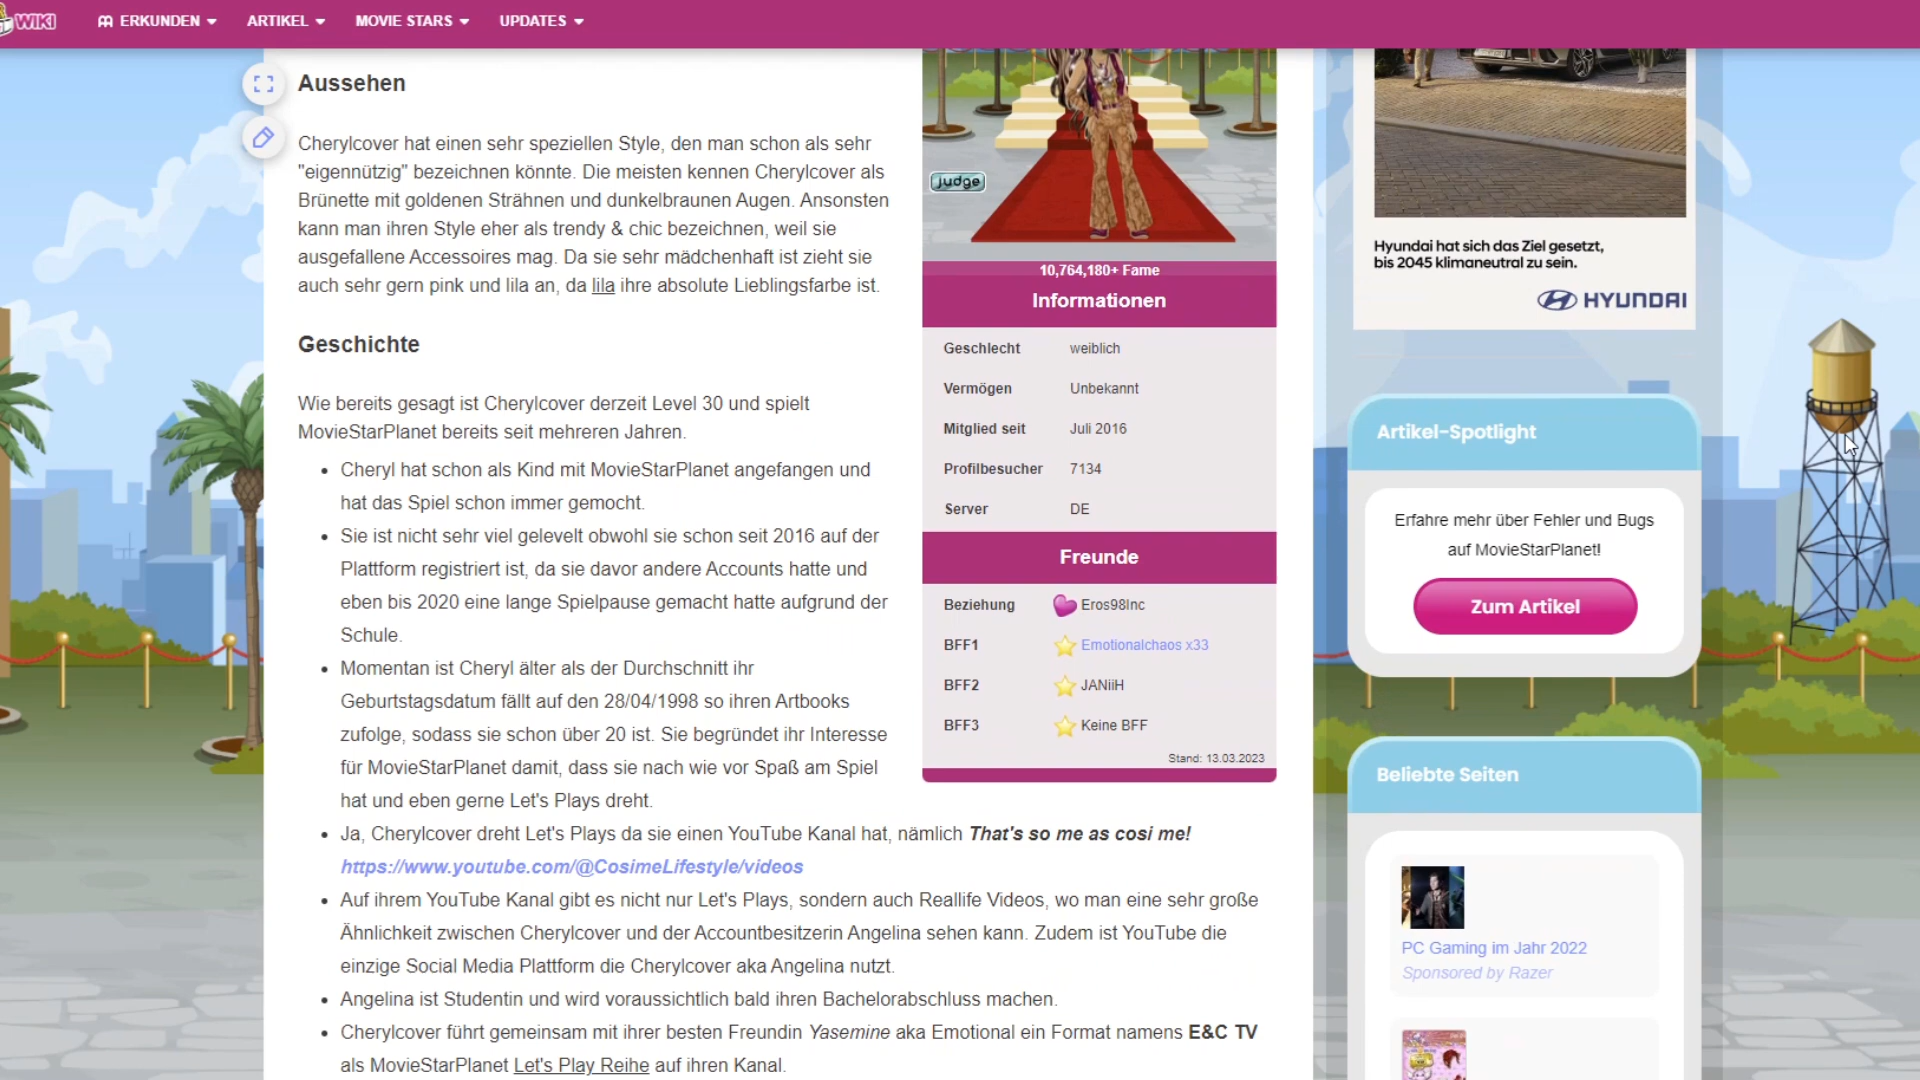 WIKI
ERKUNDEN
ARTIKEL
MOVIE STARS
UPDATES
Aussehen
Cherylcover hat einen sehr speziellen Style, den man schon als sehr
"eigennützig" bezeichnen könnte. Die meisten kennen Cherylcover als
Brünette mit goldenen Strähnen und dunkelbraunen Augen. Ansonsten
kann man ihren Style eher als trendy & chic bezeichnen, weil sie
ausgefallene Accessoires mag. Da sie sehr mädchenhaft ist zieht sie
auch sehr gern pink und lila an, da lila ihre absolute Lieblingsfarbe ist.
Geschichte
Wie bereits gesagt ist Cherylcover derzeit Level 30 und spielt
MovieStarPlanet bereits seit mehreren Jahren.
Cheryl hat schon als Kind mit MovieStarPlanet angefangen und
hat das Spiel schon immer gemocht.
Sie ist nicht sehr viel gelevelt obwohl sie schon seit 2016 auf der
Plattform registriert ist, da sie davor andere Accounts hatte und
eben bis 2020 eine lange Spielpause gemacht hatte aufgrund der
Schule.
Momentan ist Cheryl älter als der Durchschnitt ihr
Geburtstagsdatum fällt auf den 28/04/1998 so ihren Artbooks
zufolge, sodass sie schon über 20 ist. Sie begründet ihr Interesse
für MovieStarPlanet damit, dass sie nach wie vor Spaß am Spiel
hat und eben gerne Let's Plays dreht.
Ja, Cherylcover dreht Let's Plays da sie einen YouTube Kanal hat, nämlich That's so me as cosi me!
https://www.youtube.com/@CosimeLifestyle/videos
Auf ihrem YouTube Kanal gibt es nicht nur Let's Plays, sondern auch Reallife Videos, wo man eine sehr große
Ähnlichkeit zwischen Cherylcover und der Accountbesitzerin Angelina sehen kann. Zudem ist YouTube die
einzige Social Media Plattform die Cherylcover aka Angelina nutzt.
Angelina ist Studentin und wird voraussichtlich bald ihren Bachelorabschluss machen.
Cherylcover führt gemeinsam mit ihrer besten Freundin Yasemine aka Emotional ein Format namens E&C TV
als MovieStarPlanet Let's Play Reihe auf ihren Kanal.
judge
10,764,180+ Fame
Informationen
Geschlecht weiblich
Vermögen Unbekannt
Mitglied seit Juli 2016
Profilbesucher 7134
Server DE
Freunde
Beziehung Eros98Inc
BFF1 Emotionalchaos x33
BFF2 JANiiH
BFF3 Keine BFF
Stand: 13.03.2023
Hyundai hat sich das Ziel gesetzt,
bis 2045 klimaneutral zu sein.
HYUNDAI
Artikel-Spotlight
Erfahre mehr über Fehler und Bugs
auf MovieStarPlanet!
Zum Artikel
Beliebte Seiten
PC Gaming im Jahr 2022
Sponsored by Razer